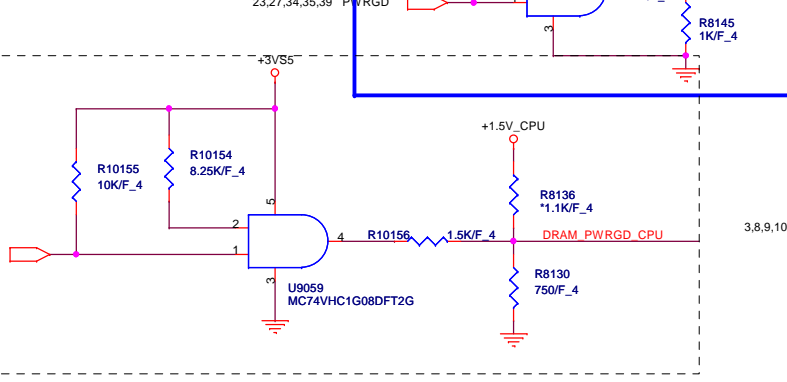 23,27,34,35,39 PWRGD
R8145
1K/F_4
3
+3VS5
+1.5V_CPU
R10155
10K/F_4
R10154
8.25K/F_4
5
2
1
4
3
R10156
1.5K/F_4
R8136
*1.1K/F_4
DRAM_PWRGD_CPU
3,8,9,10
R8130
750/F_4
U9059
MC74VHC1G08DFT2G